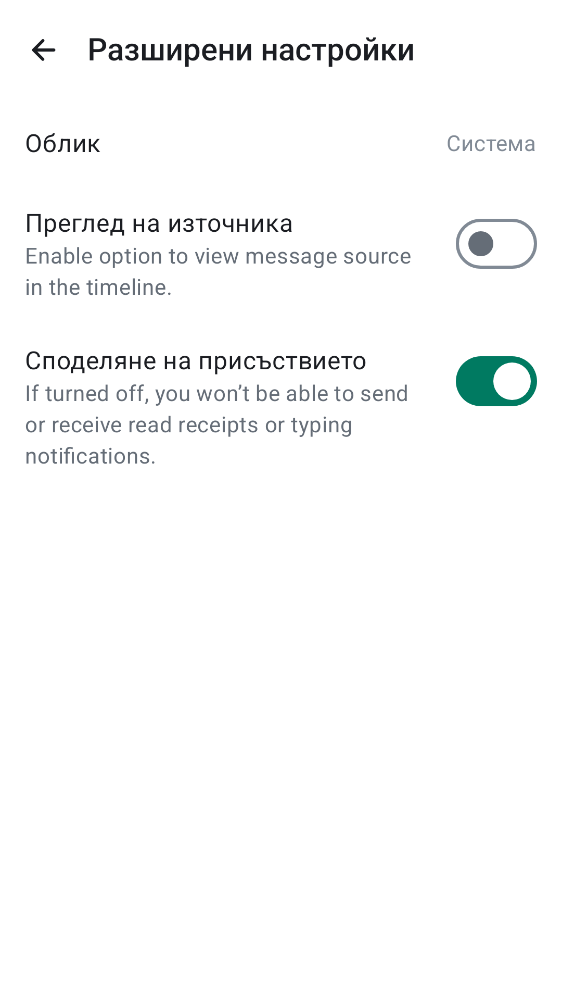 Разширени настройки
Облик
Система
Преглед на източника
Enable option to view message source
in the timeline.
Споделяне на присъствието
If turned off, you won’t be able to send
or receive read receipts or typing
notifications.